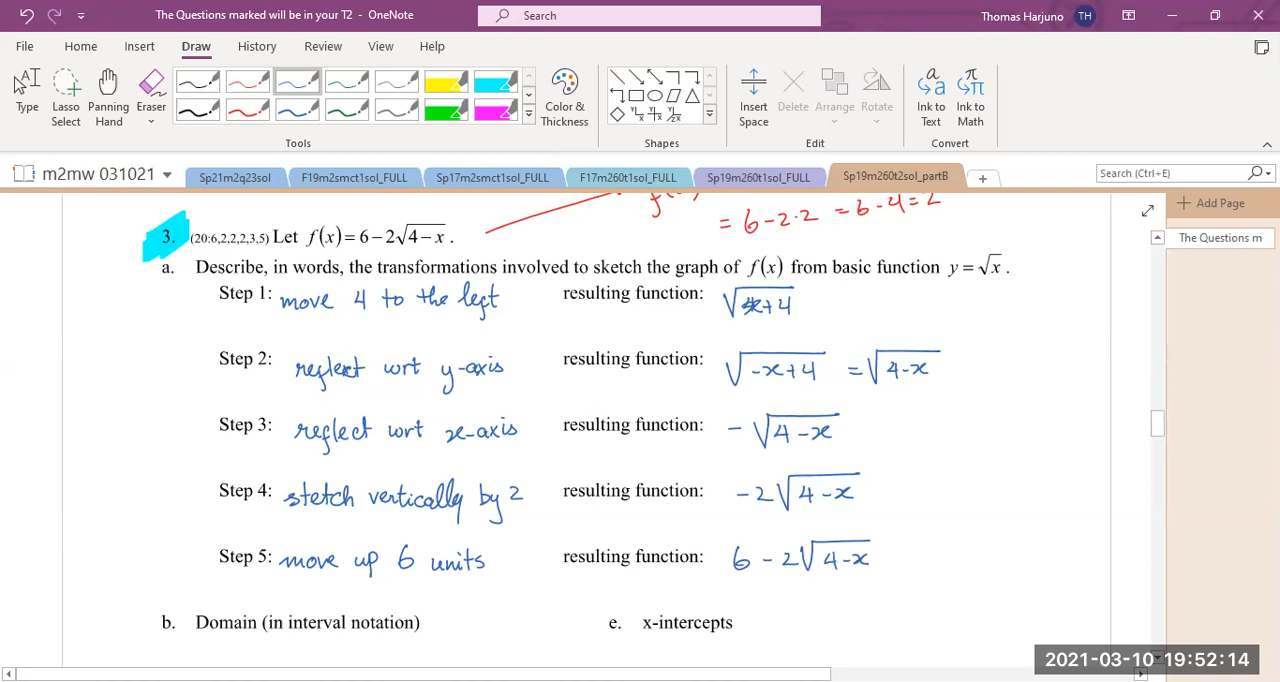 The Questions marked will be in your T2 - OneNote
Search
Thomas Harjuno TH
File Home Insert Draw History Review View Help
Type Lasso Select Panning Hand Eraser Color & Thickness Insert Space Delete Arrange Rotate Ink to Text Ink to Math
Tools Shapes Edit Convert
m2mw 031021 Sp21m2q23sol F19m2smct1sol_FULL Sp17m2smct1sol_FULL F17m260t1sol_FULL Sp19m260t1sol_FULL Sp19m260t2sol_partB Search (Ctrl+E)
Add Page
The Questions m
= 6 - 2·2 = 6 - 4 = 2
3. (20:6,2,2,2,3,5) Let f(x) = 6 − 2√(4 − x) .
a. Describe, in words, the transformations involved to sketch the graph of f(x) from basic function y = √x .
Step 1: move 4 to the left resulting function: √(x+4)
Step 2: reflect wrt y-axis resulting function: √(-x+4) = √(4-x)
Step 3: reflect wrt x-axis resulting function: - √(4-x)
Step 4: stetch vertically by 2 resulting function: -2√(4-x)
Step 5: move up 6 units resulting function: 6 - 2√(4-x)
b. Domain (in interval notation) e. x-intercepts
2021-03-10 19:52:14